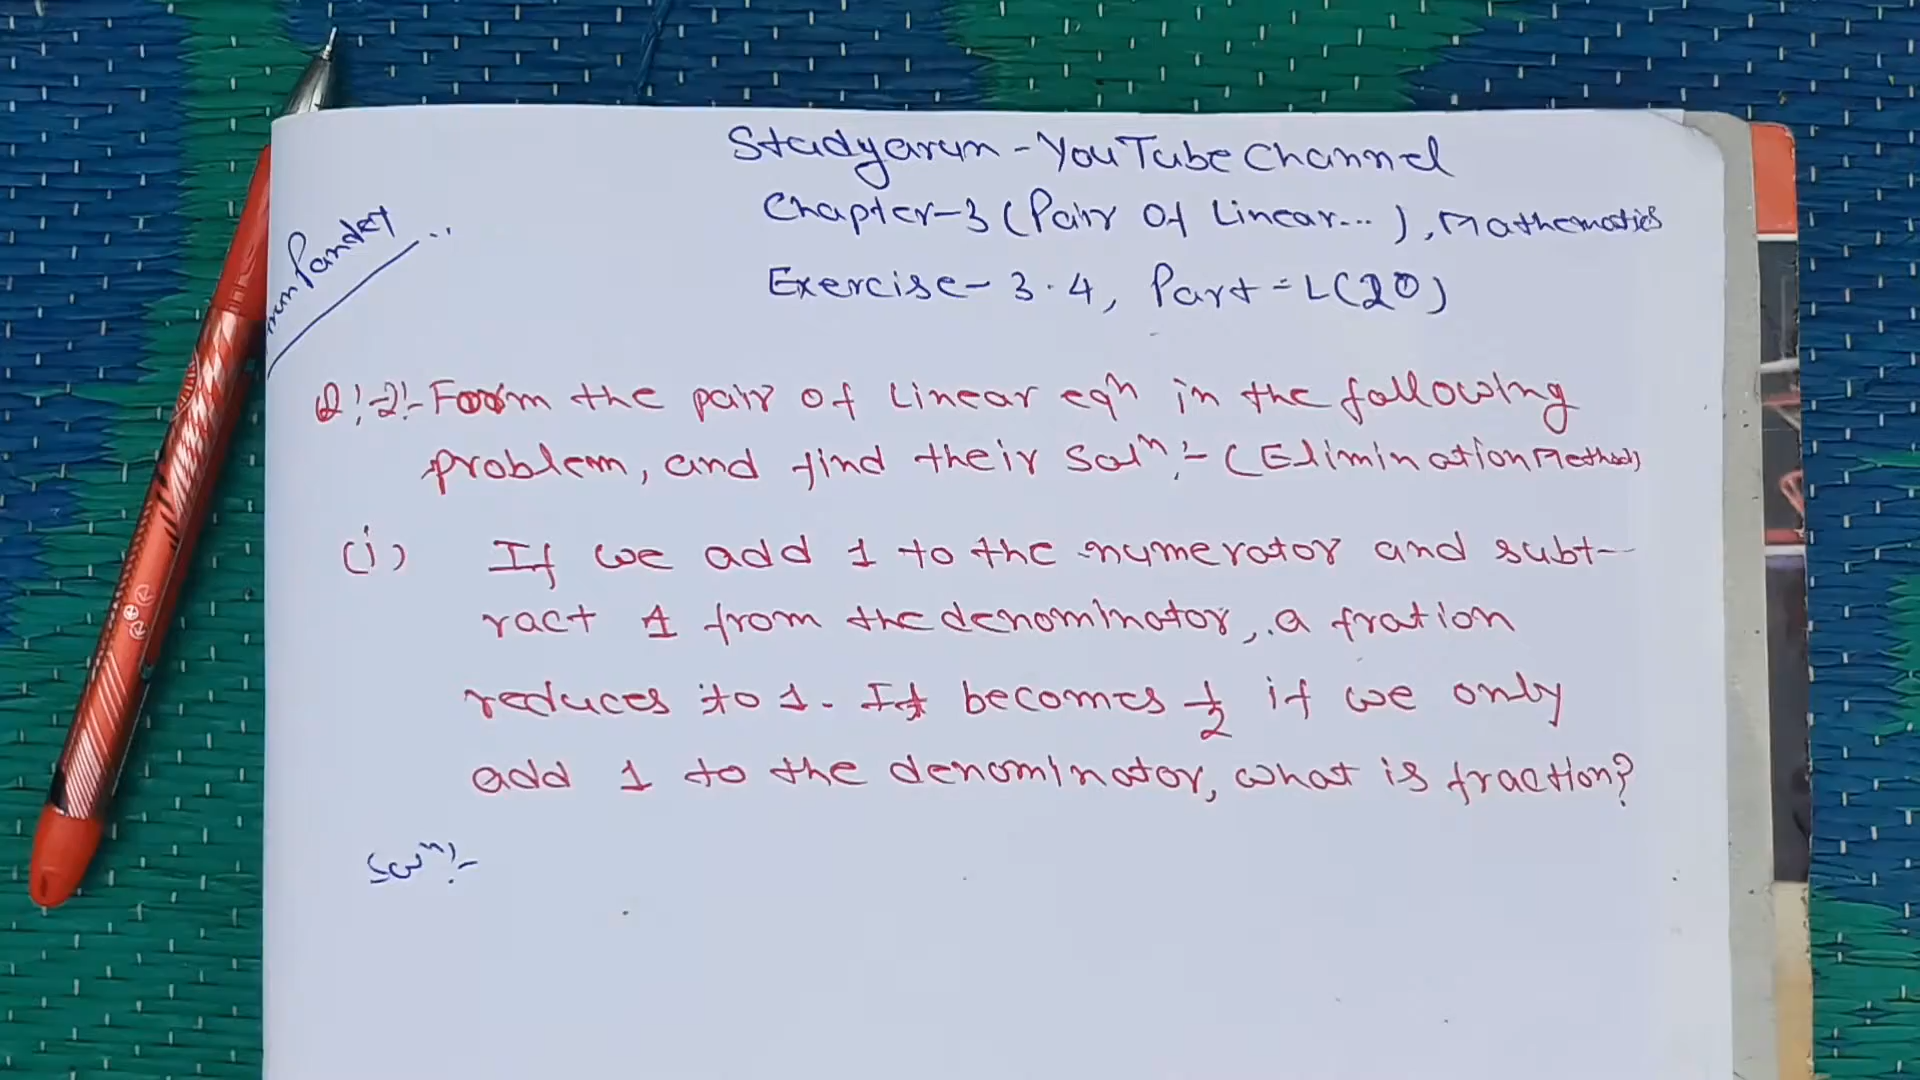 Studyarun - YouTube Channel
Chapter-3 (Pair Of Linear...), Mathematics
Exercise- 3.4, Part = L(20)
Pandey
Q:-2:- Form the pair of Linear eqn in the following
problem, and find their Soln:- (Elimination Method)
(i) If we add 1 to the numerator and subt-
ract 1 from the denominator, a fration
reduces to 1. It becomes 1/2 if we only
add 1 to the denominator, what is fraction?
Soln:-